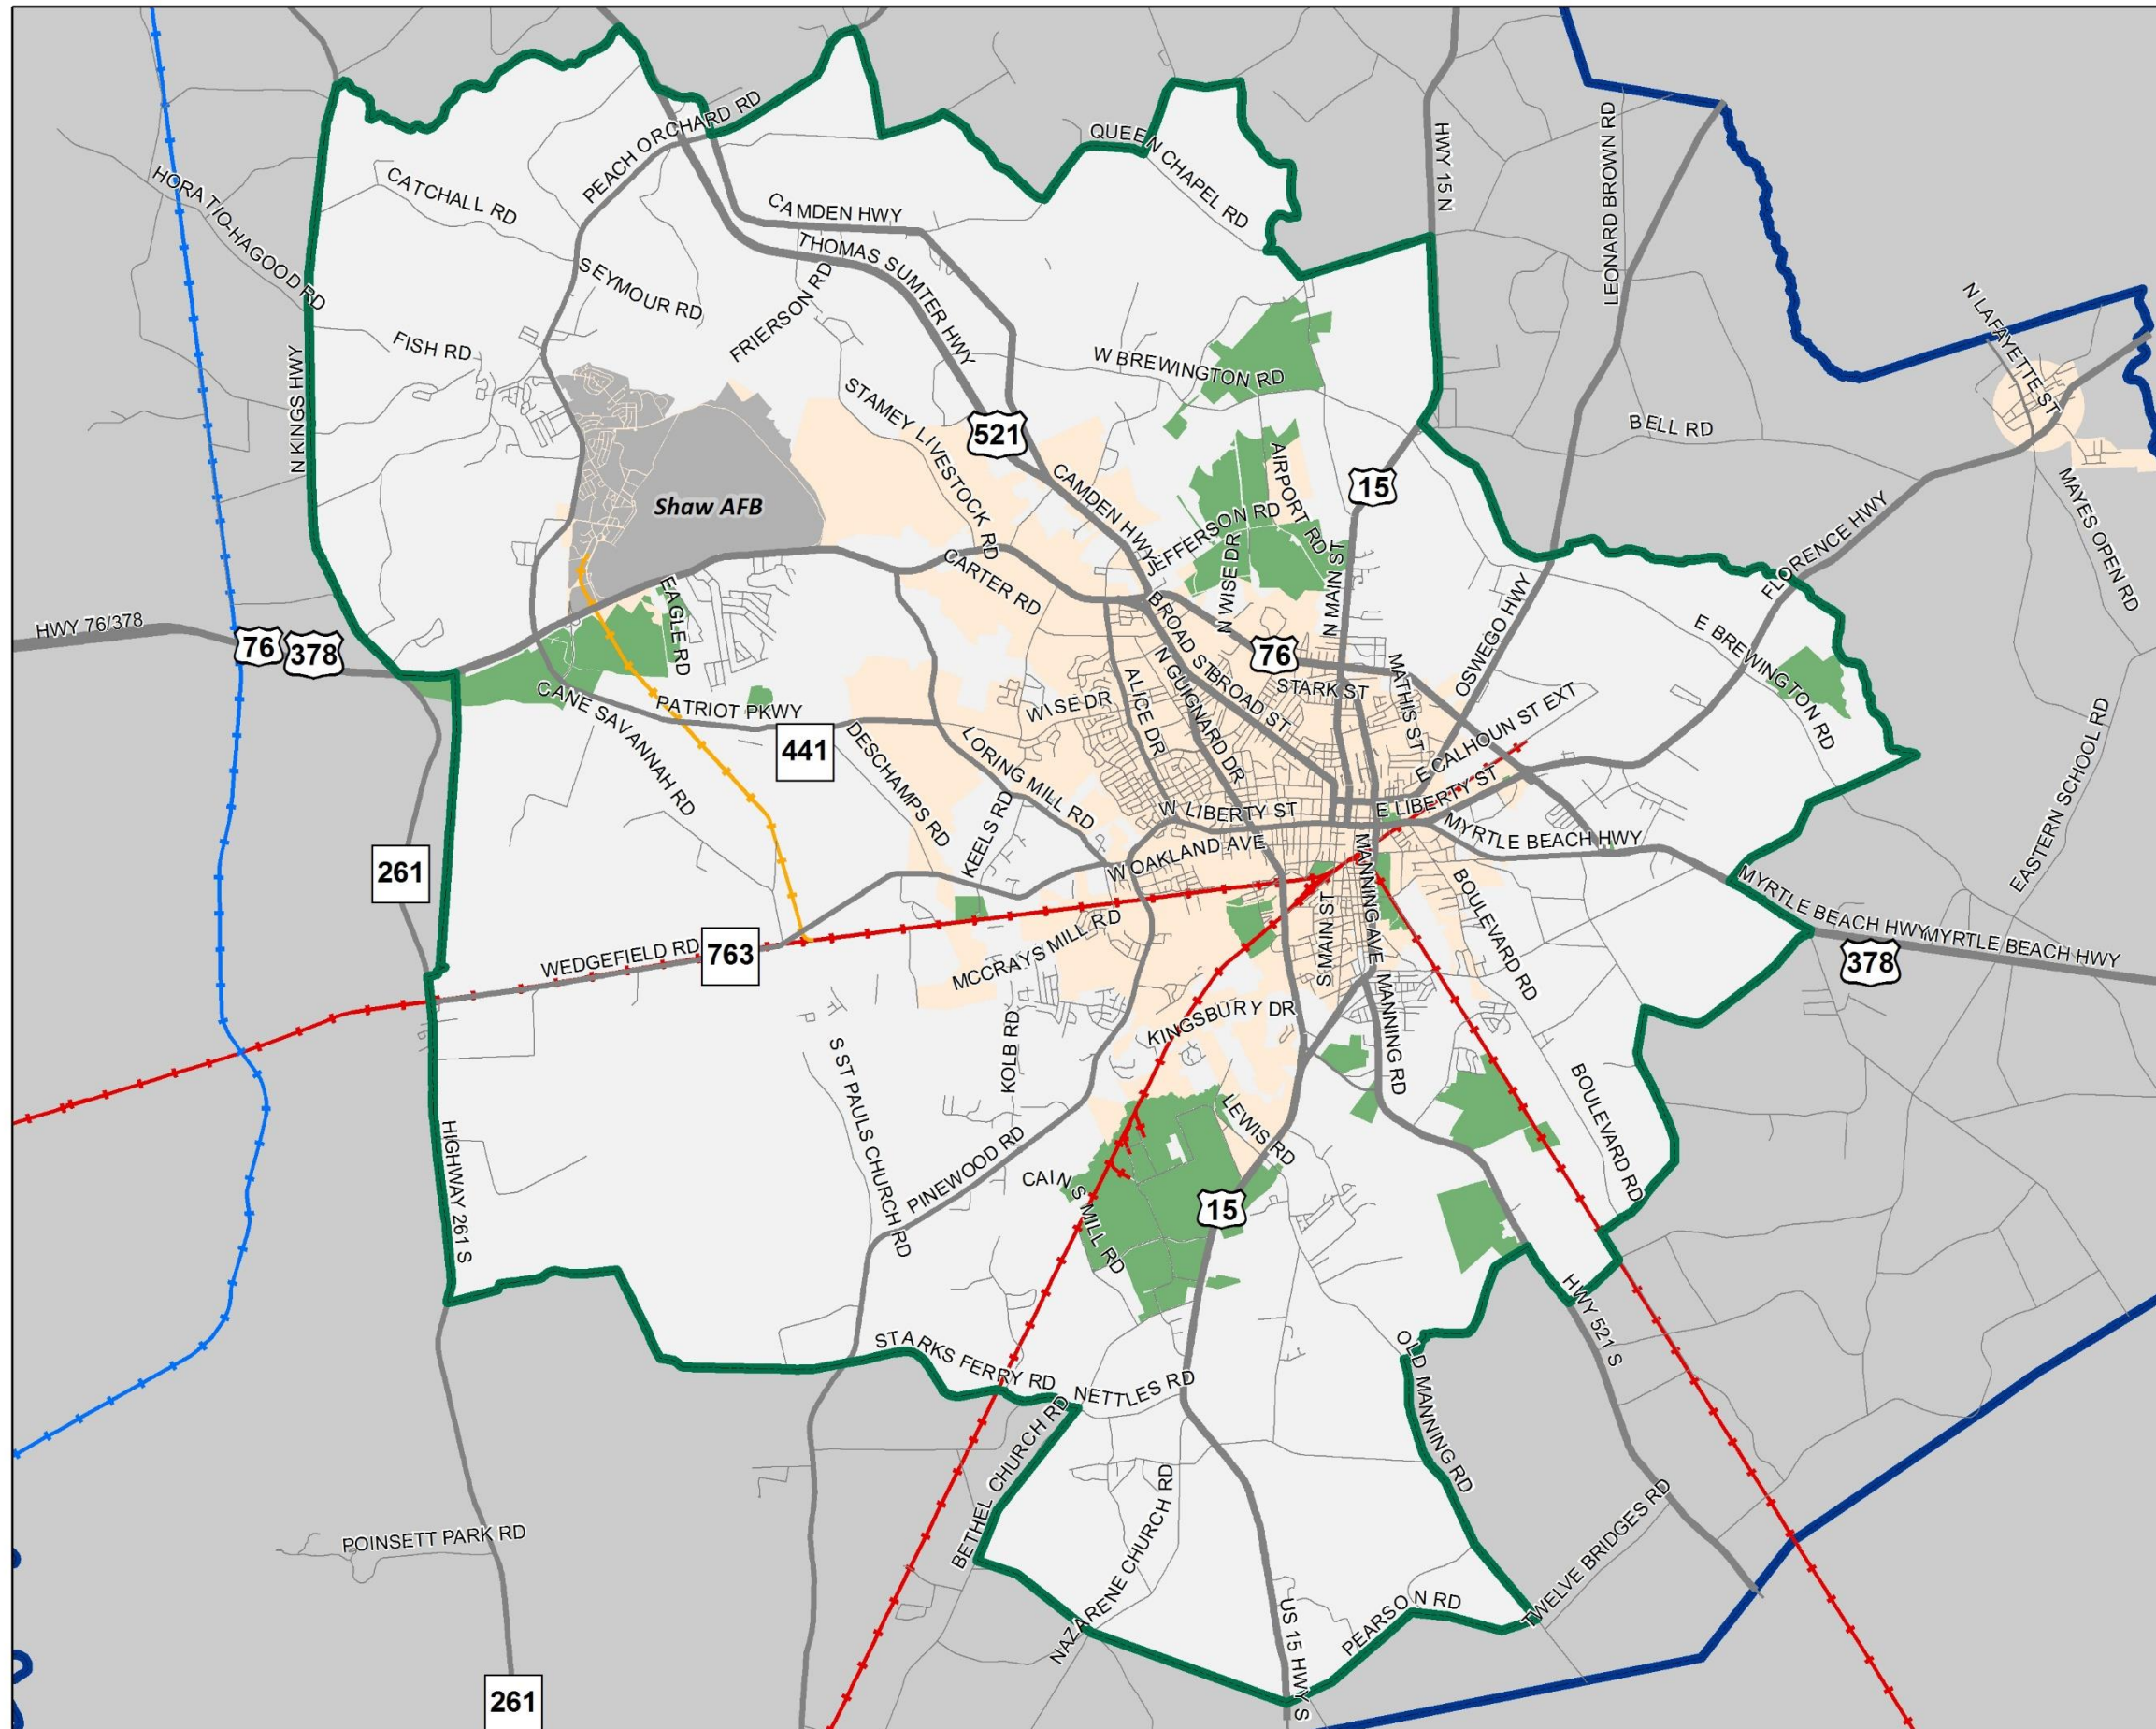 PEACH ORCHARD RD
QUEEN CHAPEL RD
HWY 15 N
LEONARD BROWN RD
HORATIO-HAGOOD RD
CATCHALL RD
CAMDEN HWY
THOMAS SUMTER HWY
SEYMOUR RD
FRIERSON RD
N LAFAYETTE ST
FISH RD
N KINGS HWY
W BREWINGTON RD
STAMEY LIVESTOCK RD
521
BELL RD
AIRPORT RD
15
CAMDEN HWY
MAYES OPEN RD
Shaw AFB
JEFFERSON RD
FLORENCE HWY
CARTER RD
N WISE DR
N MAIN ST
OSWEGO HWY
EAGLE RD
BROAD ST
HWY 76/378
76
378
76
E BREWINGTON RD
N GUIGNARD DR
ALICE DR
BROAD ST
STARK ST
MATHIS ST
CANE SAVANNAH RD
PATRIOT PKWY
WISE DR
E CALHOUN ST EXT
441
DESCHAMPS RD
LORING MILL RD
KEELS RD
W LIBERTY ST
E LIBERTY ST
MYRTLE BEACH HWY
EASTERN SCHOOL RD
W OAKLAND AVE
261
MANNING AVE
BOULEVARD RD
MYRTLE BEACH HWY
MYRTLE BEACH HWY
378
S MAIN ST
MCCRAYS MILL RD
WEDGEFIELD RD
763
KINGSBURY DR
MANNING RD
KOLB RD
S ST PAULS CHURCH RD
BOULEVARD RD
HIGHWAY 261 S
LEWIS RD
PINEWOOD RD
CAINS MILL RD
15
HWY 521 S
STARKS FERRY RD
NETTLES RD
OLD MANNING RD
BETHEL CHURCH RD
NAZARENE CHURCH RD
POINSETT PARK RD
TWELVE BRIDGES RD
PEARSON RD
US 15 HWY S
261